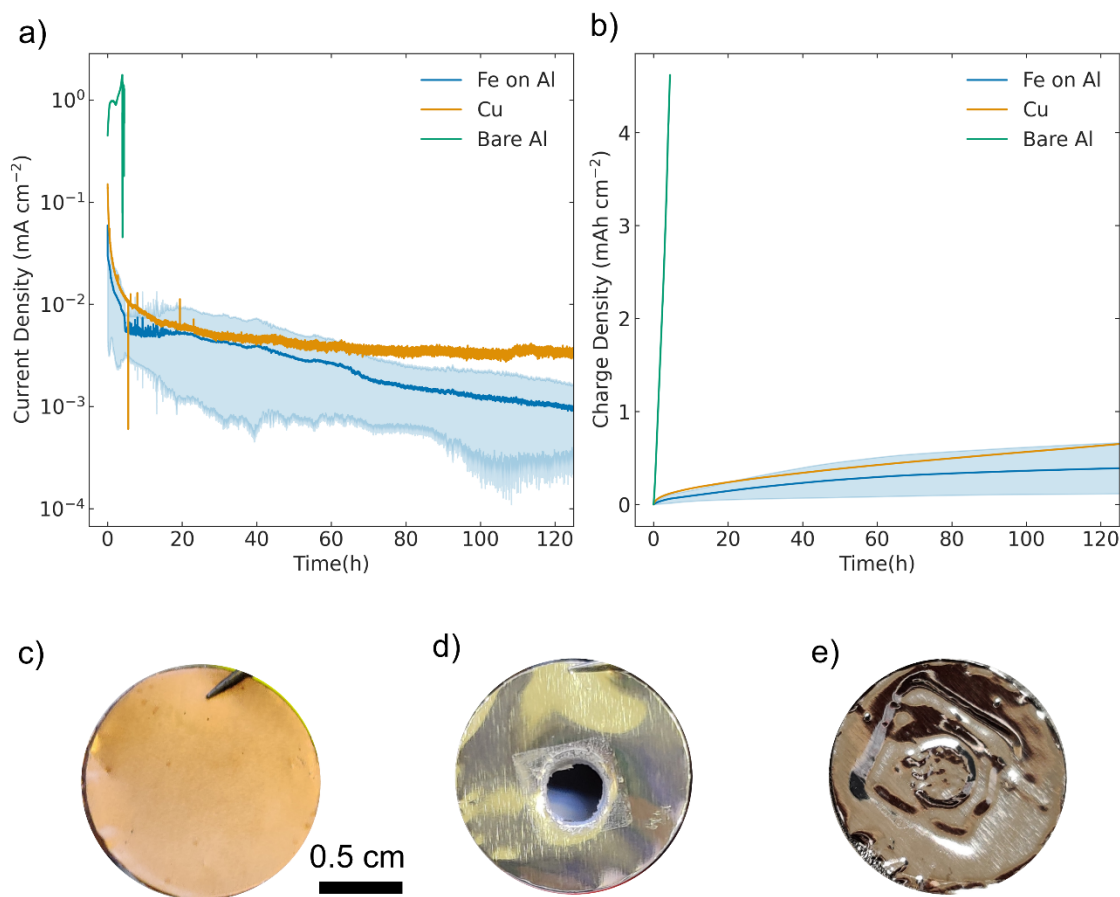 a)
b)
Fe on Al
Cu
Bare Al
10⁰
10⁻¹
10⁻²
10⁻³
10⁻⁴
Current Density (mA cm⁻²)
0 20 40 60 80 100 120
Time(h)
Fe on Al
Cu
Bare Al
4
3
2
1
0
Charge Density (mAh cm⁻²)
0 20 40 60 80 100 120
Time(h)
c)
d)
e)
0.5 cm